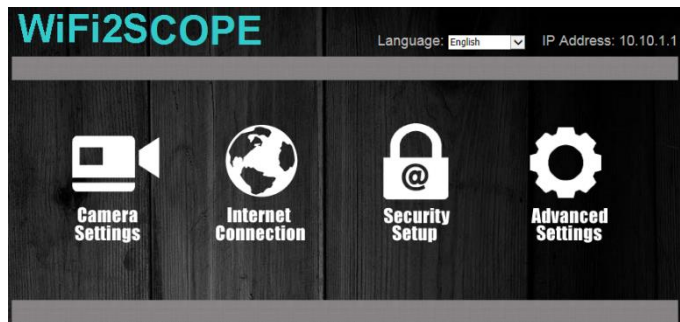 WiFi2SCOPE
Language: English
IP Address: 10.10.1.1
@
Camera
Settings
Internet
Connection
Security
Setup
Advanced
Settings